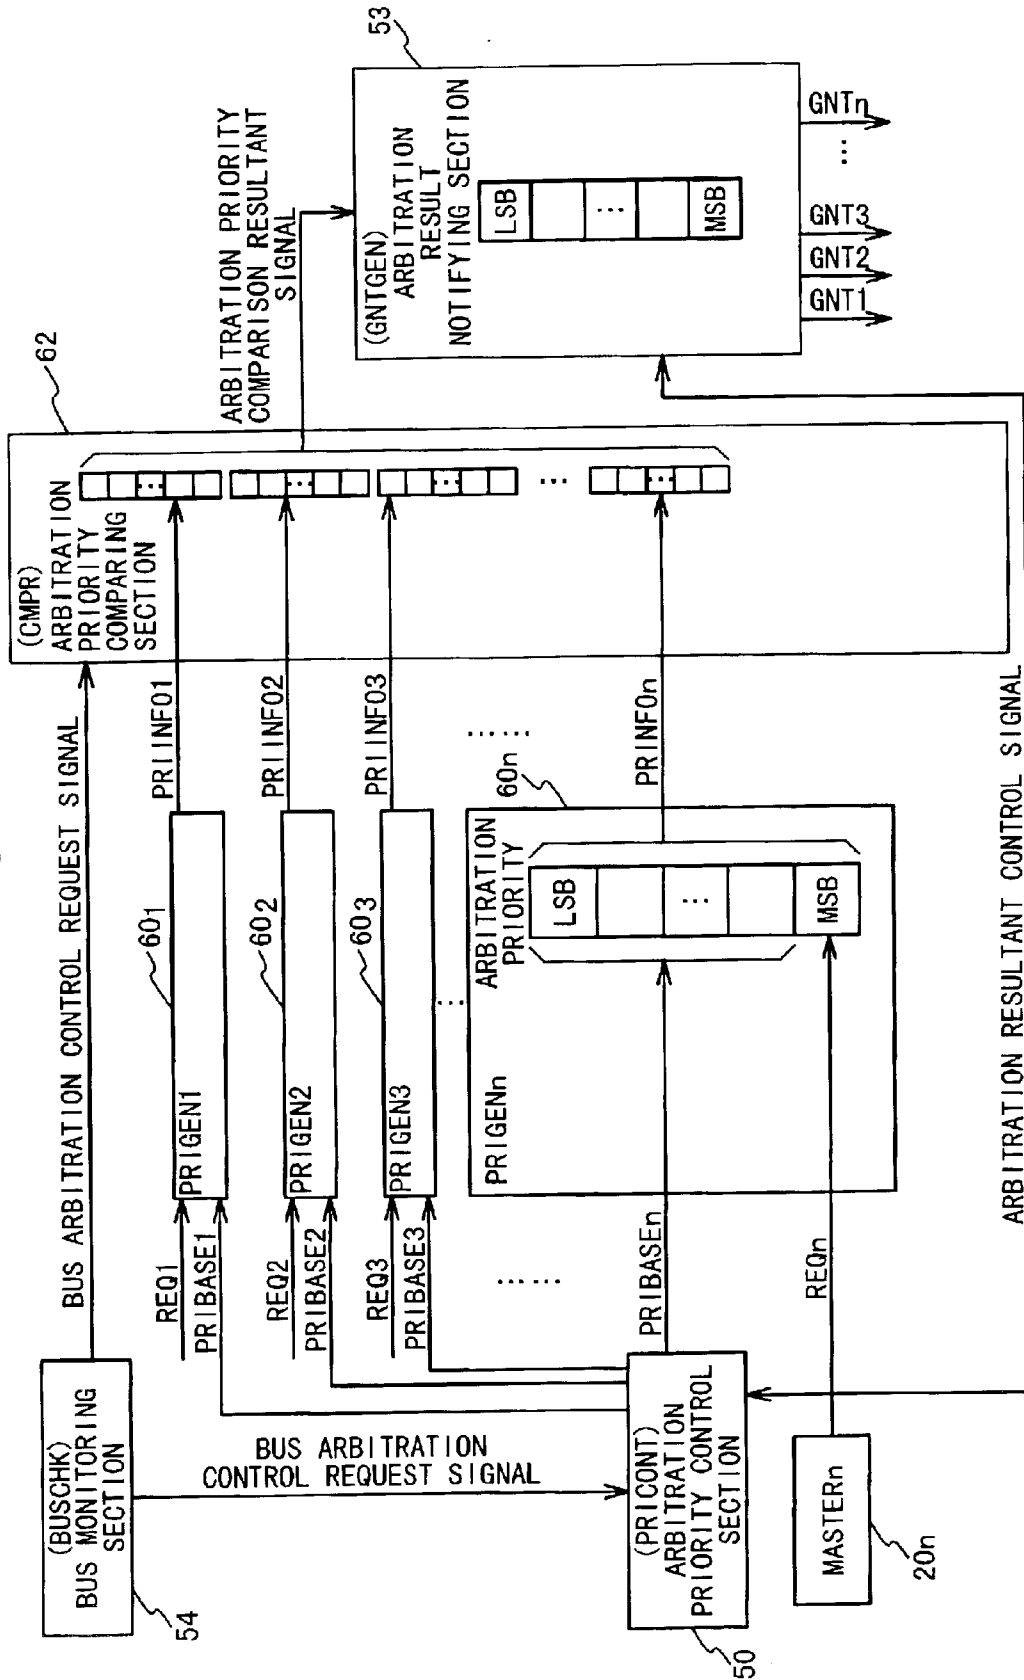 (BUSCHK)
BUS MONITORING
SECTION
54
BUS ARBITRATION CONTROL REQUEST SIGNAL
BUS ARBITRATION
CONTROL REQUEST SIGNAL
(PRICONT)
ARBITRATION
PRIORITY CONTROL
SECTION
50
MASTERn
20n
REQ1
PRIBASE1
REQ2
PRIBASE2
REQ3
PRIBASE3
......
PRIBASEn
REQn
PRIGEN1
601
PRIGEN2
602
PRIGEN3
603
....
PRIGENn
ARBITRATION
PRIORITY
LSB
...
MSB
60n
PRIINFO1
PRIINFO2
PRIINFO3
......
PRINFOn
(CMPR)
ARBITRATION
PRIORITY
COMPARING
SECTION
...
...
...
...
...
62
ARBITRATION PRIORITY
COMPARISON RESULTANT
SIGNAL
(GNTGEN)
ARBITRATION
RESULT
NOTIFYING SECTION
LSB
...
MSB
53
GNT1
GNT2
GNT3
...
GNTn
ARBITRATION RESULTANT CONTROL SIGNAL